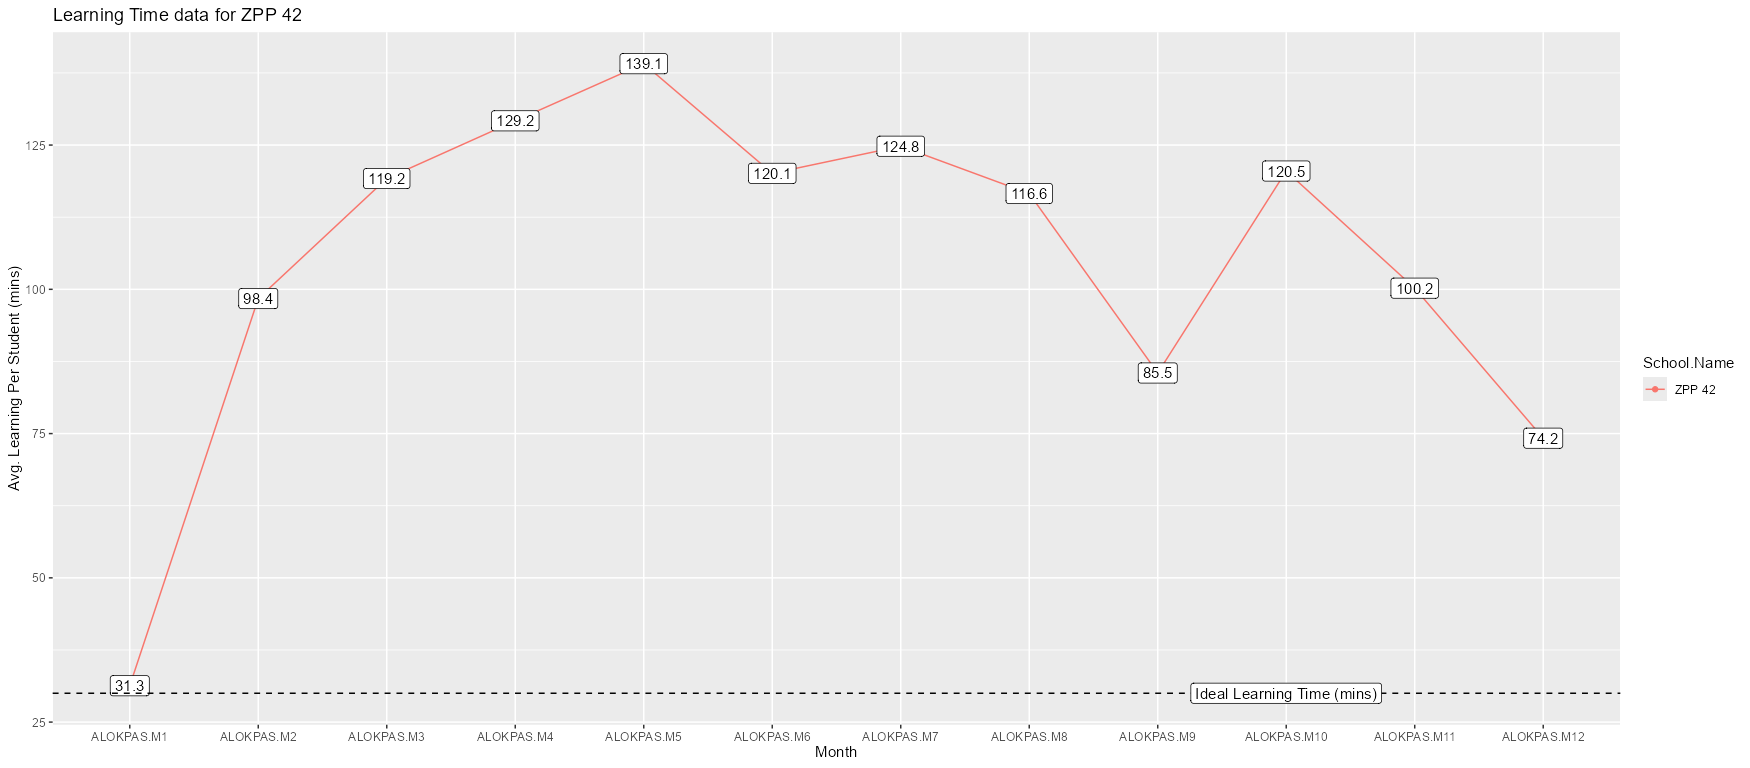 Learning Time data for ZPP 42
Avg. Learning Per Student (mins)
125
100
75
50
25
31.3
98.4
119.2
129.2
139.1
120.1
124.8
116.6
85.5
120.5
100.2
74.2
Ideal Learning Time (mins)
ALOKPAS.M1
ALOKPAS.M2
ALOKPAS.M3
ALOKPAS.M4
ALOKPAS.M5
ALOKPAS.M6
ALOKPAS.M7
ALOKPAS.M8
ALOKPAS.M9
ALOKPAS.M10
ALOKPAS.M11
ALOKPAS.M12
Month
School.Name
ZPP 42